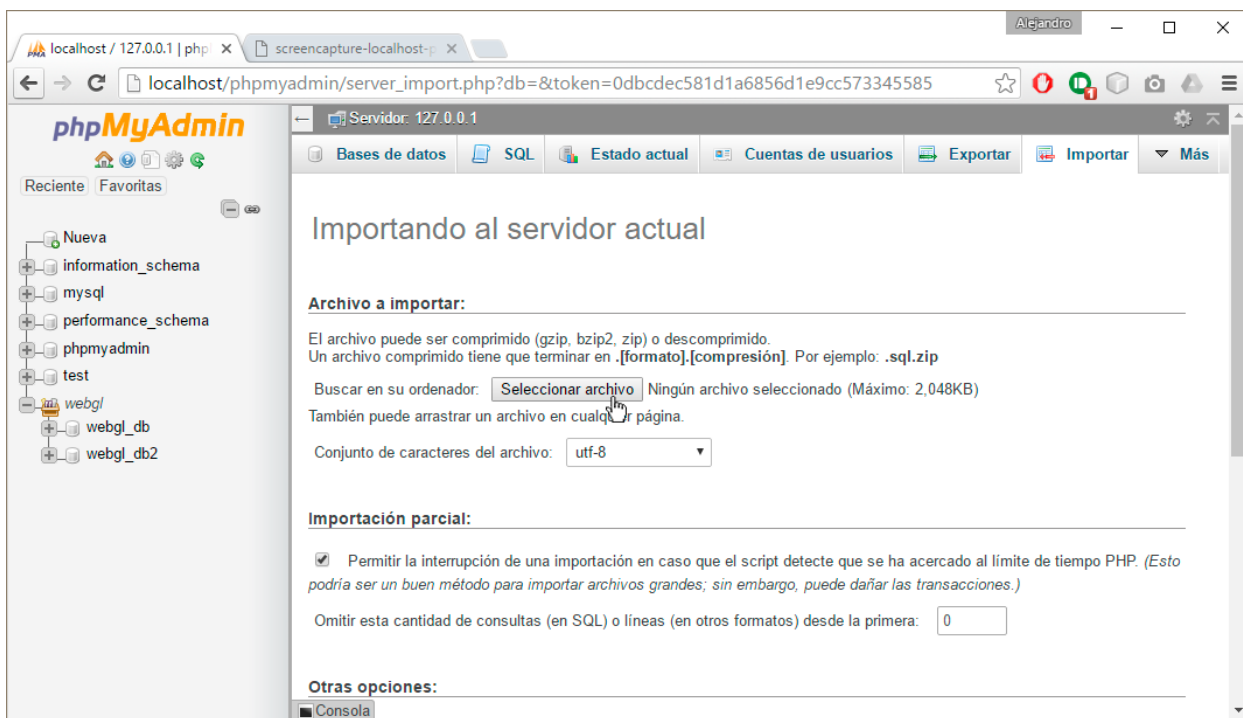 Alejandro
localhost / 127.0.0.1 | php
screencapture-localhost-p
localhost/phpmyadmin/server_import.php?db=&token=0dbcdec581d1a6856d1e9cc573345585
phpMyAdmin
Reciente Favoritas
Nueva
information_schema
mysql
performance_schema
phpmyadmin
test
webgl
webgl_db
webgl_db2
Servidor: 127.0.0.1
Bases de datos SQL Estado actual Cuentas de usuarios Exportar Importar Más
Importando al servidor actual
Archivo a importar:
El archivo puede ser comprimido (gzip, bzip2, zip) o descomprimido.
Un archivo comprimido tiene que terminar en .[formato].[compresión]. Por ejemplo: .sql.zip
Buscar en su ordenador: Seleccionar archivo Ningún archivo seleccionado (Máximo: 2,048KB)
También puede arrastrar un archivo en cualquier página.
Conjunto de caracteres del archivo: utf-8
Importación parcial:
Permitir la interrupción de una importación en caso que el script detecte que se ha acercado al límite de tiempo PHP. (Esto
podría ser un buen método para importar archivos grandes; sin embargo, puede dañar las transacciones.)
Omitir esta cantidad de consultas (en SQL) o líneas (en otros formatos) desde la primera: 0
Otras opciones:
Consola